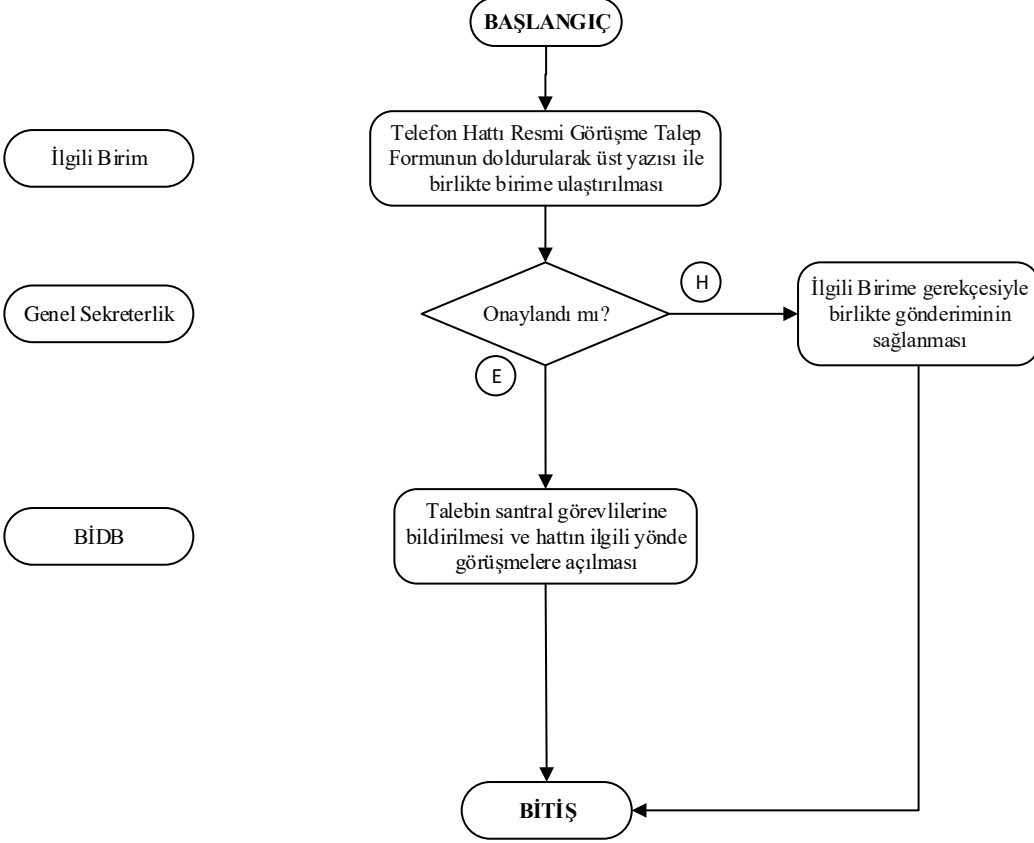 BAŞLANGIÇ
İlgili Birim
Telefon Hattı Resmi Görüşme Talep
Formunun doldurularak üst yazısı ile
birlikte birime ulaştırılması
Genel Sekreterlik
Onaylandı mı?
H
İlgili Birime gerekçesiyle
birlikte gönderiminin
sağlanması
E
BİDB
Talebin santral görevlilerine
bildirilmesi ve hattın ilgili yönde
görüşmelere açılması
BİTİŞ